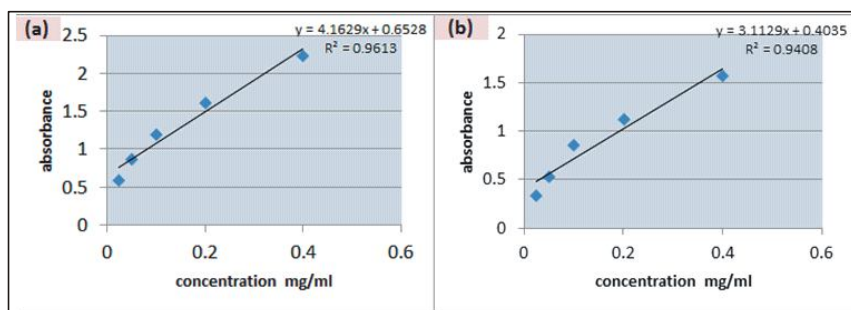 (a)
y = 4.1629x + 0.6528
R² = 0.9613
2.5
2
1.5
1
0.5
0
absorbance
0
0.2
0.4
0.6
concentration mg/ml
(b)
y = 3.1129x + 0.4035
R² = 0.9408
2
1.5
1
0.5
0
absorbance
0
0.2
0.4
0.6
concentration mg/ml